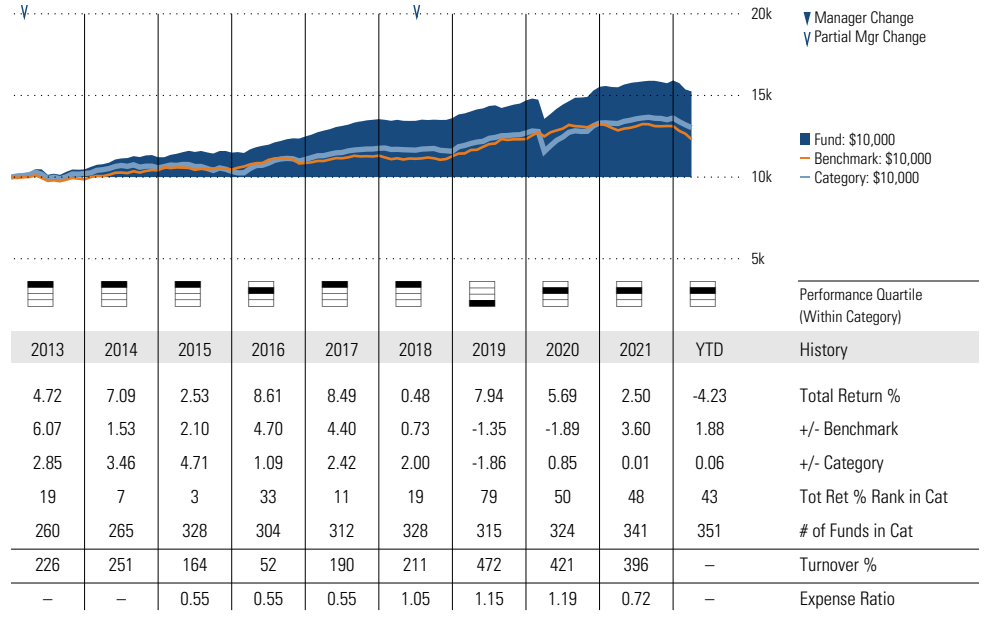 20k
Manager Change
Partial Mgr Change
15k
Fund: $10,000
Benchmark: $10,000
Category: $10,000
10k
5k
Performance Quartile
(Within Category)
2013 2014 2015 2016 2017 2018 2019 2020 2021 YTD History
4.72 7.09 2.53 8.61 8.49 0.48 7.94 5.69 2.50 -4.23 Total Return %
6.07 1.53 2.10 4.70 4.40 0.73 -1.35 -1.89 3.60 1.88 +/- Benchmark
2.85 3.46 4.71 1.09 2.42 2.00 -1.86 0.85 0.01 0.06 +/- Category
19 7 3 33 11 19 79 50 48 43 Tot Ret % Rank in Cat
260 265 328 304 312 328 315 324 341 351 # of Funds in Cat
226 251 164 52 190 211 472 421 396 – Turnover %
– – 0.55 0.55 0.55 1.05 1.15 1.19 0.72 – Expense Ratio